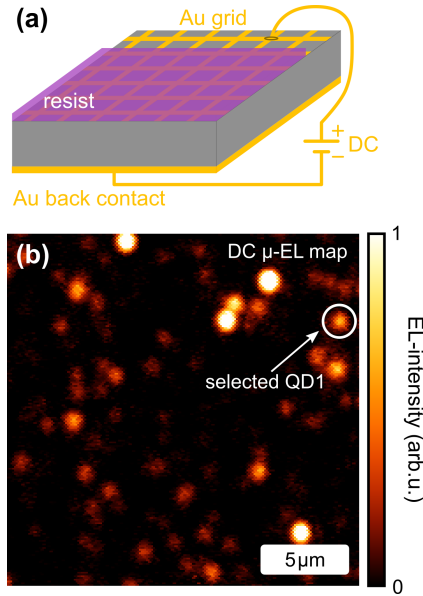 (a)
Au grid
resist
+
DC
−
Au back contact
(b)
DC µ-EL map
selected QD1
5µm
1
EL-intensity (arb.u.)
0